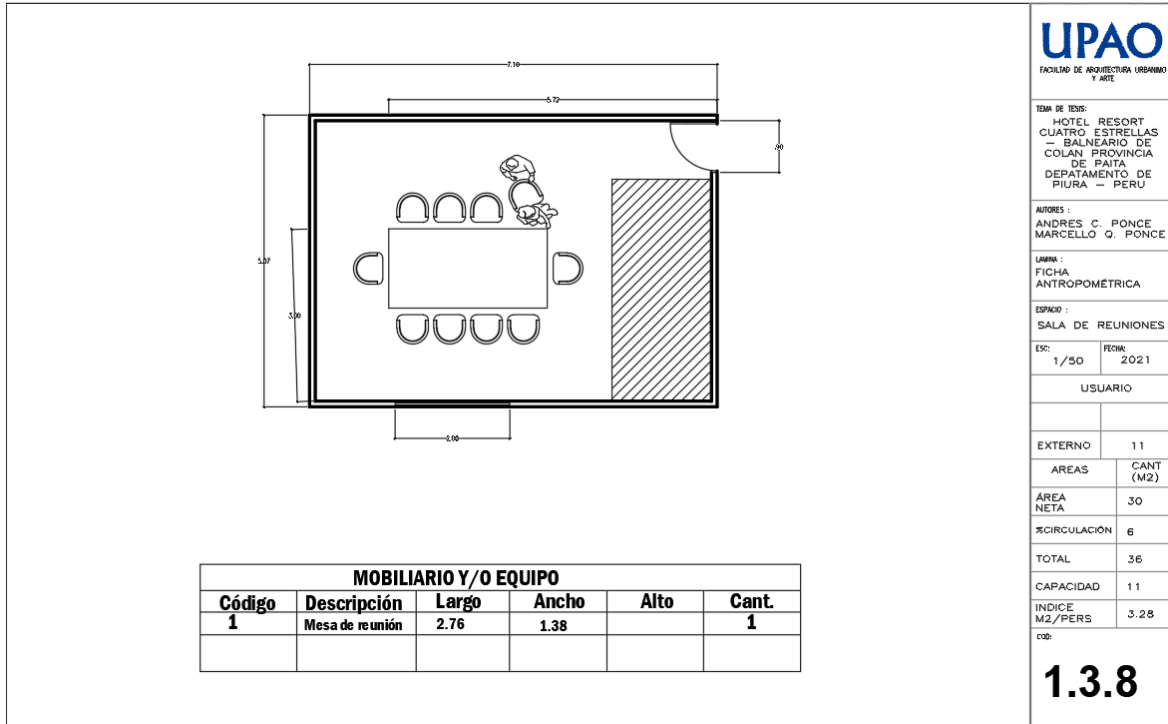 7.10
5.72
.90
5.07
3.00
2.00
MOBILIARIO Y/O EQUIPO
Código Descripción Largo Ancho Alto Cant.
1 Mesa de reunión 2.76 1.38 1
UPAO
FACULTAD DE ARQUITECTURA URBANIMO
Y ARTE
TEMA DE TESIS:
HOTEL RESORT
CUATRO ESTRELLAS
– BALNEARIO DE
COLAN PROVINCIA
DE PAITA
DEPATAMENTO DE
PIURA – PERU
AUTORES :
ANDRES C. PONCE
MARCELLO Q. PONCE
LAMINA :
FICHA
ANTROPOMÉTRICA
ESPACIO :
SALA DE REUNIONES
ESC: FECHA:
1/50 2021
USUARIO
EXTERNO 11
AREAS CANT
(M2)
ÁREA
NETA 30
%CIRCULACIÓN 6
TOTAL 36
CAPACIDAD 11
INDICE
M2/PERS 3.28
COD:
1.3.8